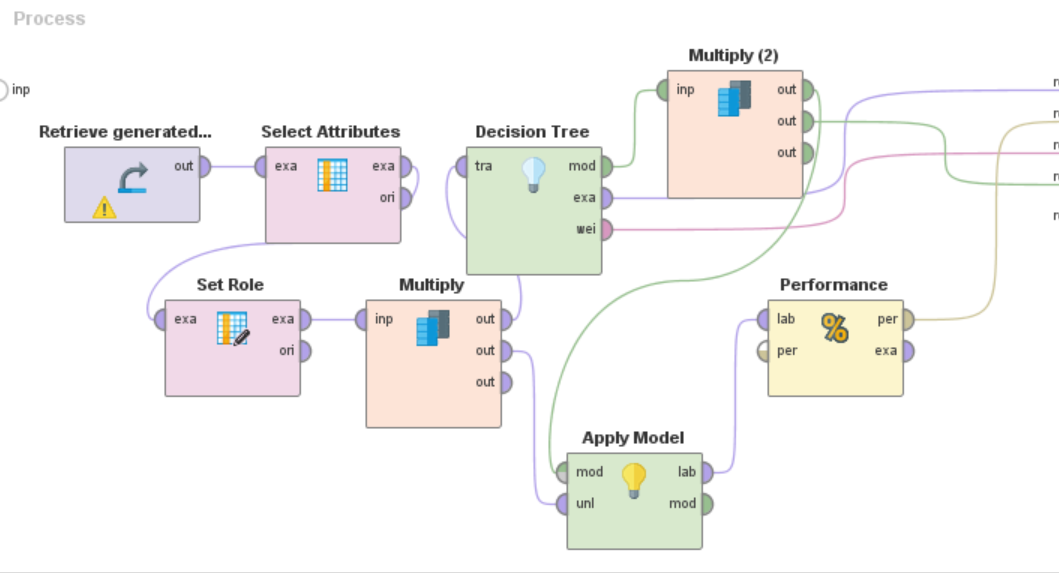 Process
inp
Retrieve generated...
out
Select Attributes
exa exa
ori
Decision Tree
tra mod
exa
wei
Multiply (2)
inp out
out
out
Set Role
exa exa
ori
Multiply
inp out
out
out
Apply Model
mod lab
unl mod
Performance
lab per
per exa